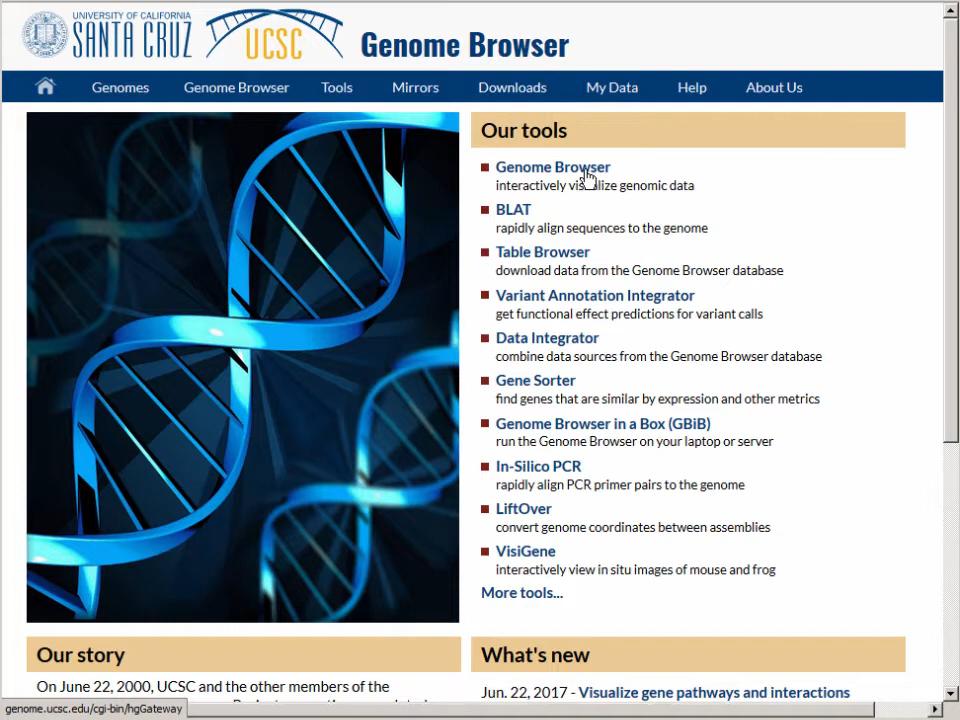 UNIVERSITY OF CALIFORNIA
SANTA CRUZ
UCSC
Genome Browser
Genomes
Genome Browser
Tools
Mirrors
Downloads
My Data
Help
About Us
Our tools
Genome Browser
interactively visualize genomic data
BLAT
rapidly align sequences to the genome
Table Browser
download data from the Genome Browser database
Variant Annotation Integrator
get functional effect predictions for variant calls
Data Integrator
combine data sources from the Genome Browser database
Gene Sorter
find genes that are similar by expression and other metrics
Genome Browser in a Box (GBiB)
run the Genome Browser on your laptop or server
In-Silico PCR
rapidly align PCR primer pairs to the genome
LiftOver
convert genome coordinates between assemblies
VisiGene
interactively view in situ images of mouse and frog
More tools...
Our story
On June 22, 2000, UCSC and the other members of the
What's new
Jun. 22, 2017 - Visualize gene pathways and interactions
genome.ucsc.edu/cgi-bin/hgGateway